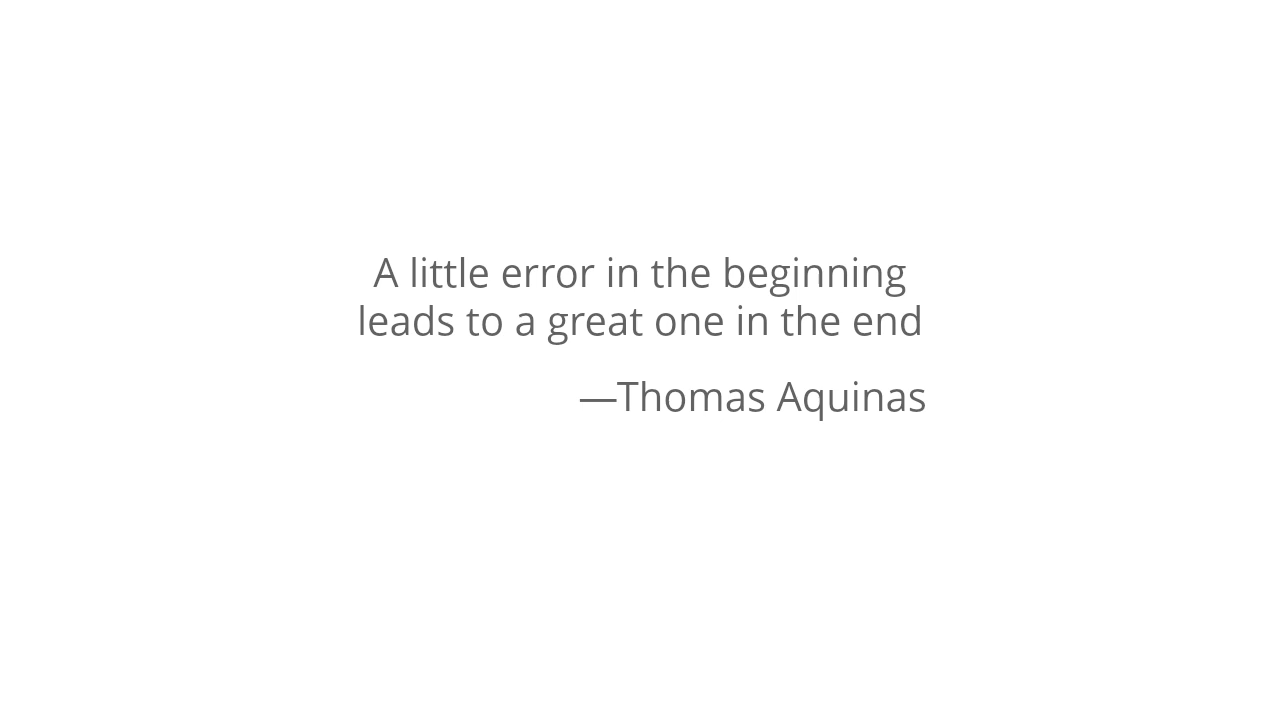 A little error in the beginning
leads to a great one in the end
—Thomas Aquinas